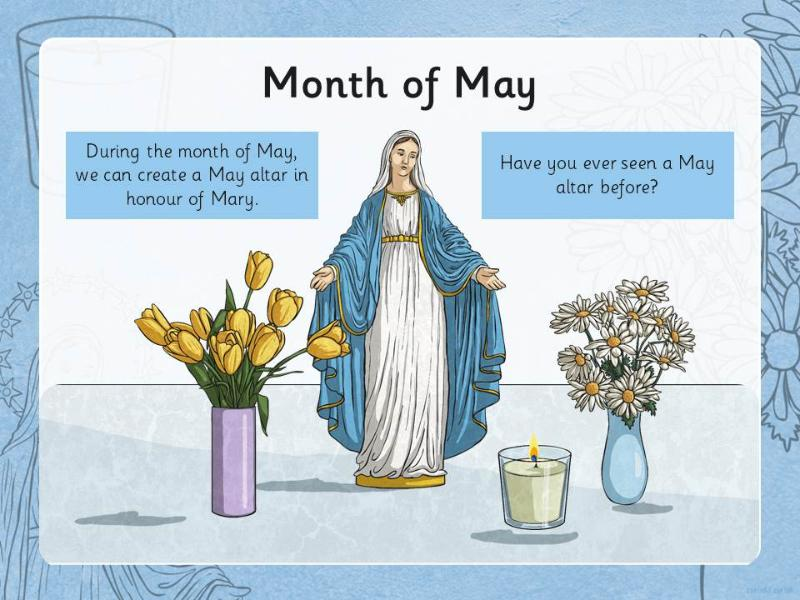 Month of May
During the month of May,
we can create a May altar in
honour of Mary.
Have you ever seen a May
altar before?